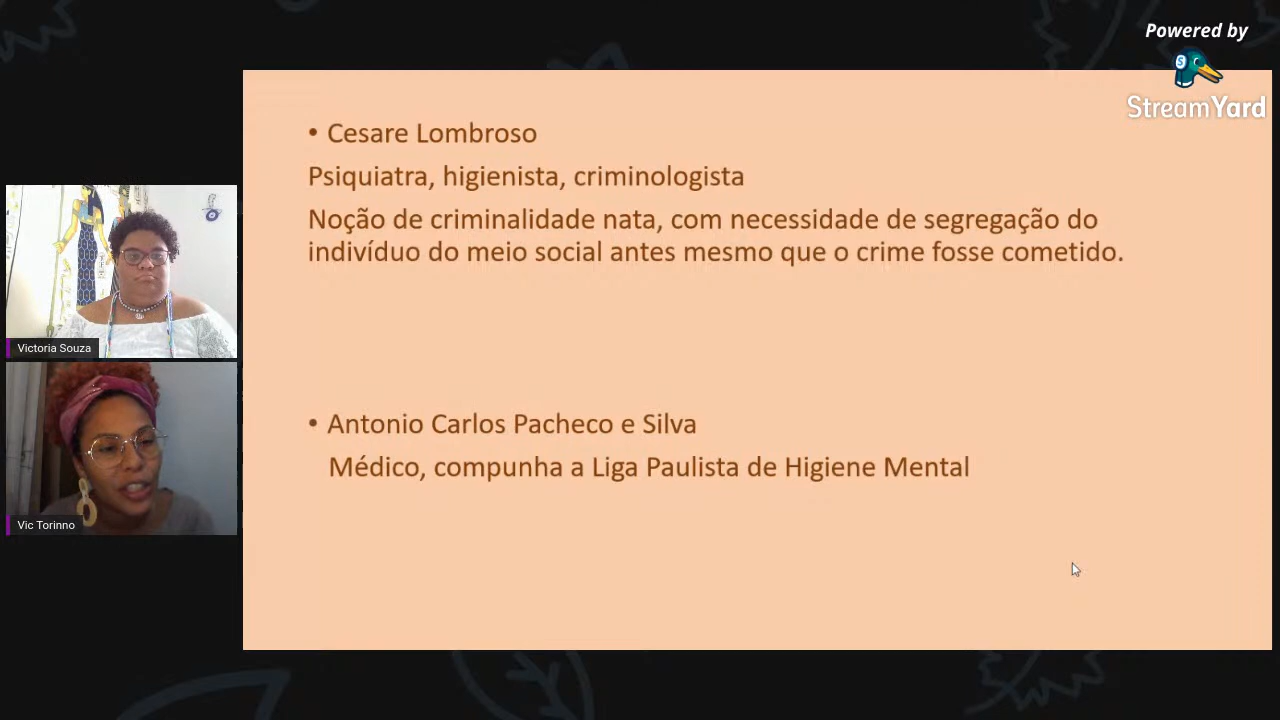 Powered by
StreamYard
• Cesare Lombroso
Psiquiatra, higienista, criminologista
Noção de criminalidade nata, com necessidade de segregação do
indivíduo do meio social antes mesmo que o crime fosse cometido.
Victoria Souza
• Antonio Carlos Pacheco e Silva
Médico, compunha a Liga Paulista de Higiene Mental
Vic Torinno